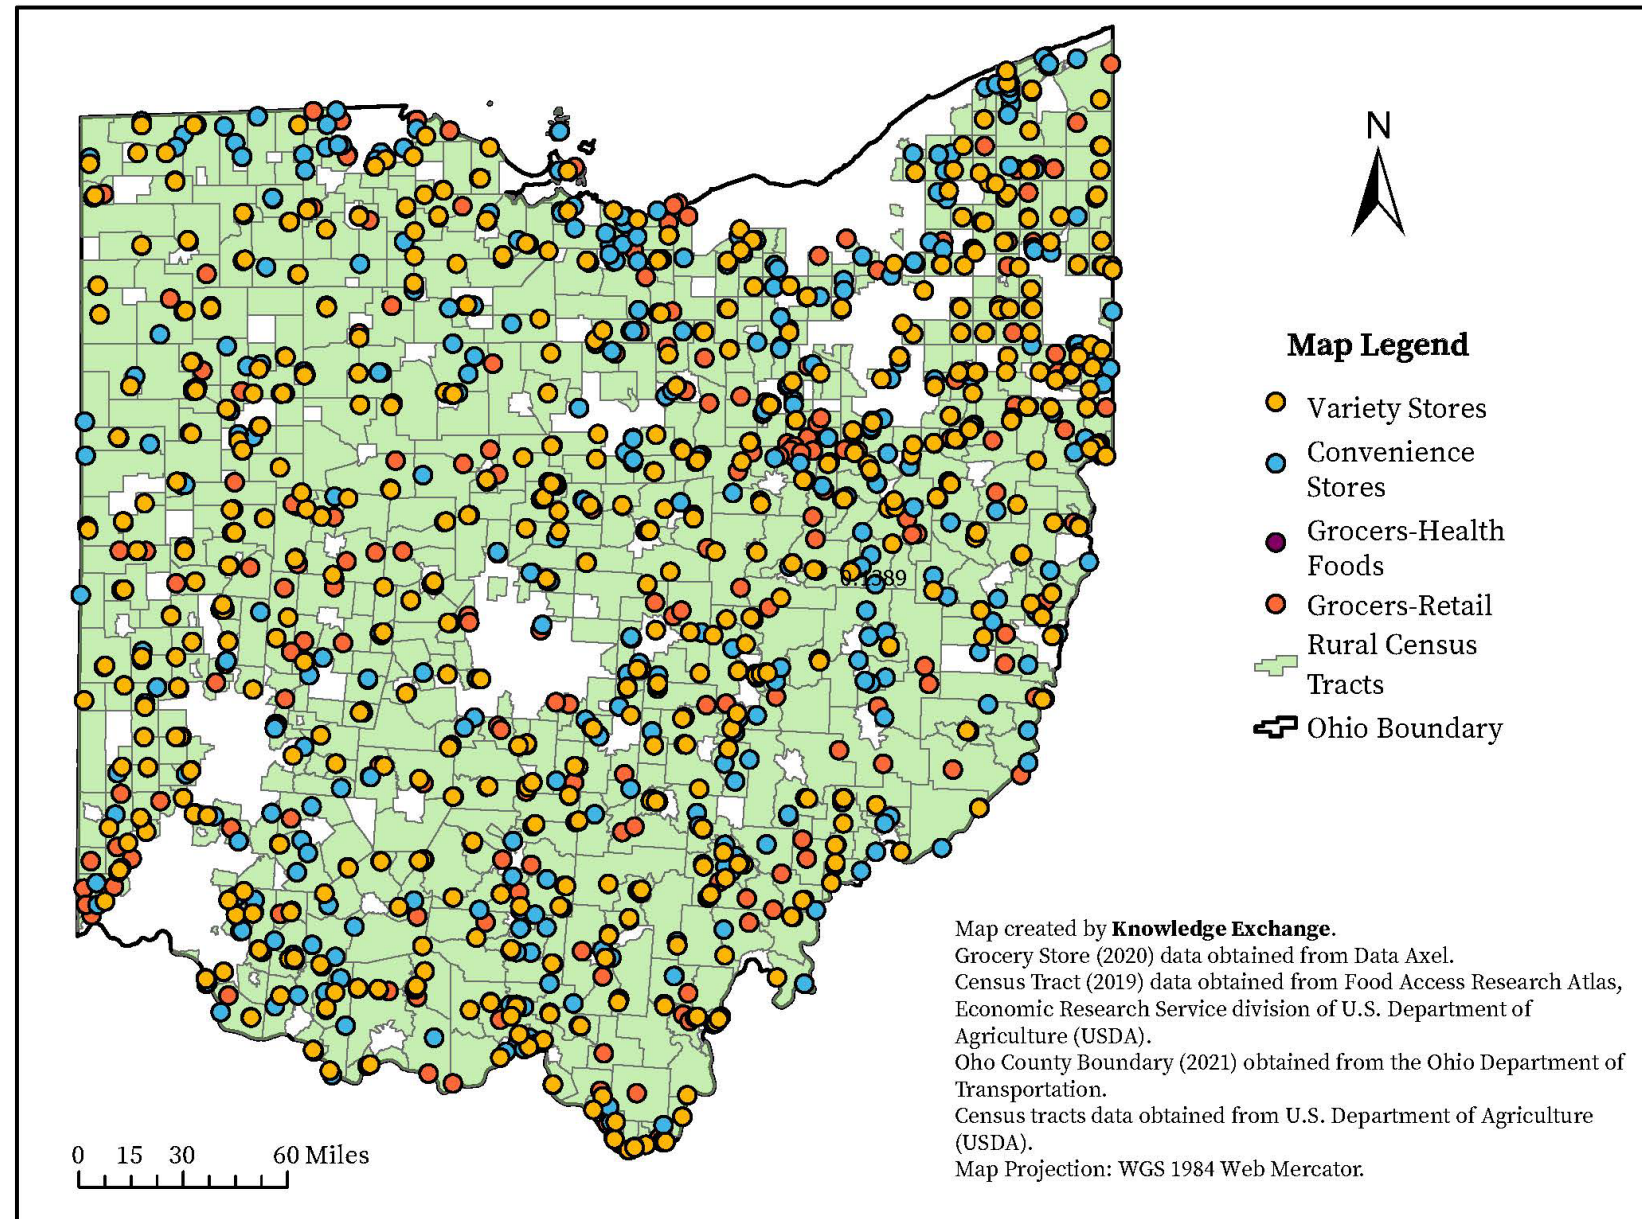 N
Map Legend
Variety Stores
Convenience
Stores
Grocers-Health
Foods
Grocers-Retail
Rural Census
Tracts
Ohio Boundary
0.1389
Map created by Knowledge Exchange.
Grocery Store (2020) data obtained from Data Axel.
Census Tract (2019) data obtained from Food Access Research Atlas,
Economic Research Service division of U.S. Department of
Agriculture (USDA).
Oho County Boundary (2021) obtained from the Ohio Department of
Transportation.
Census tracts data obtained from U.S. Department of Agriculture
(USDA).
Map Projection: WGS 1984 Web Mercator.
0 15 30 60 Miles